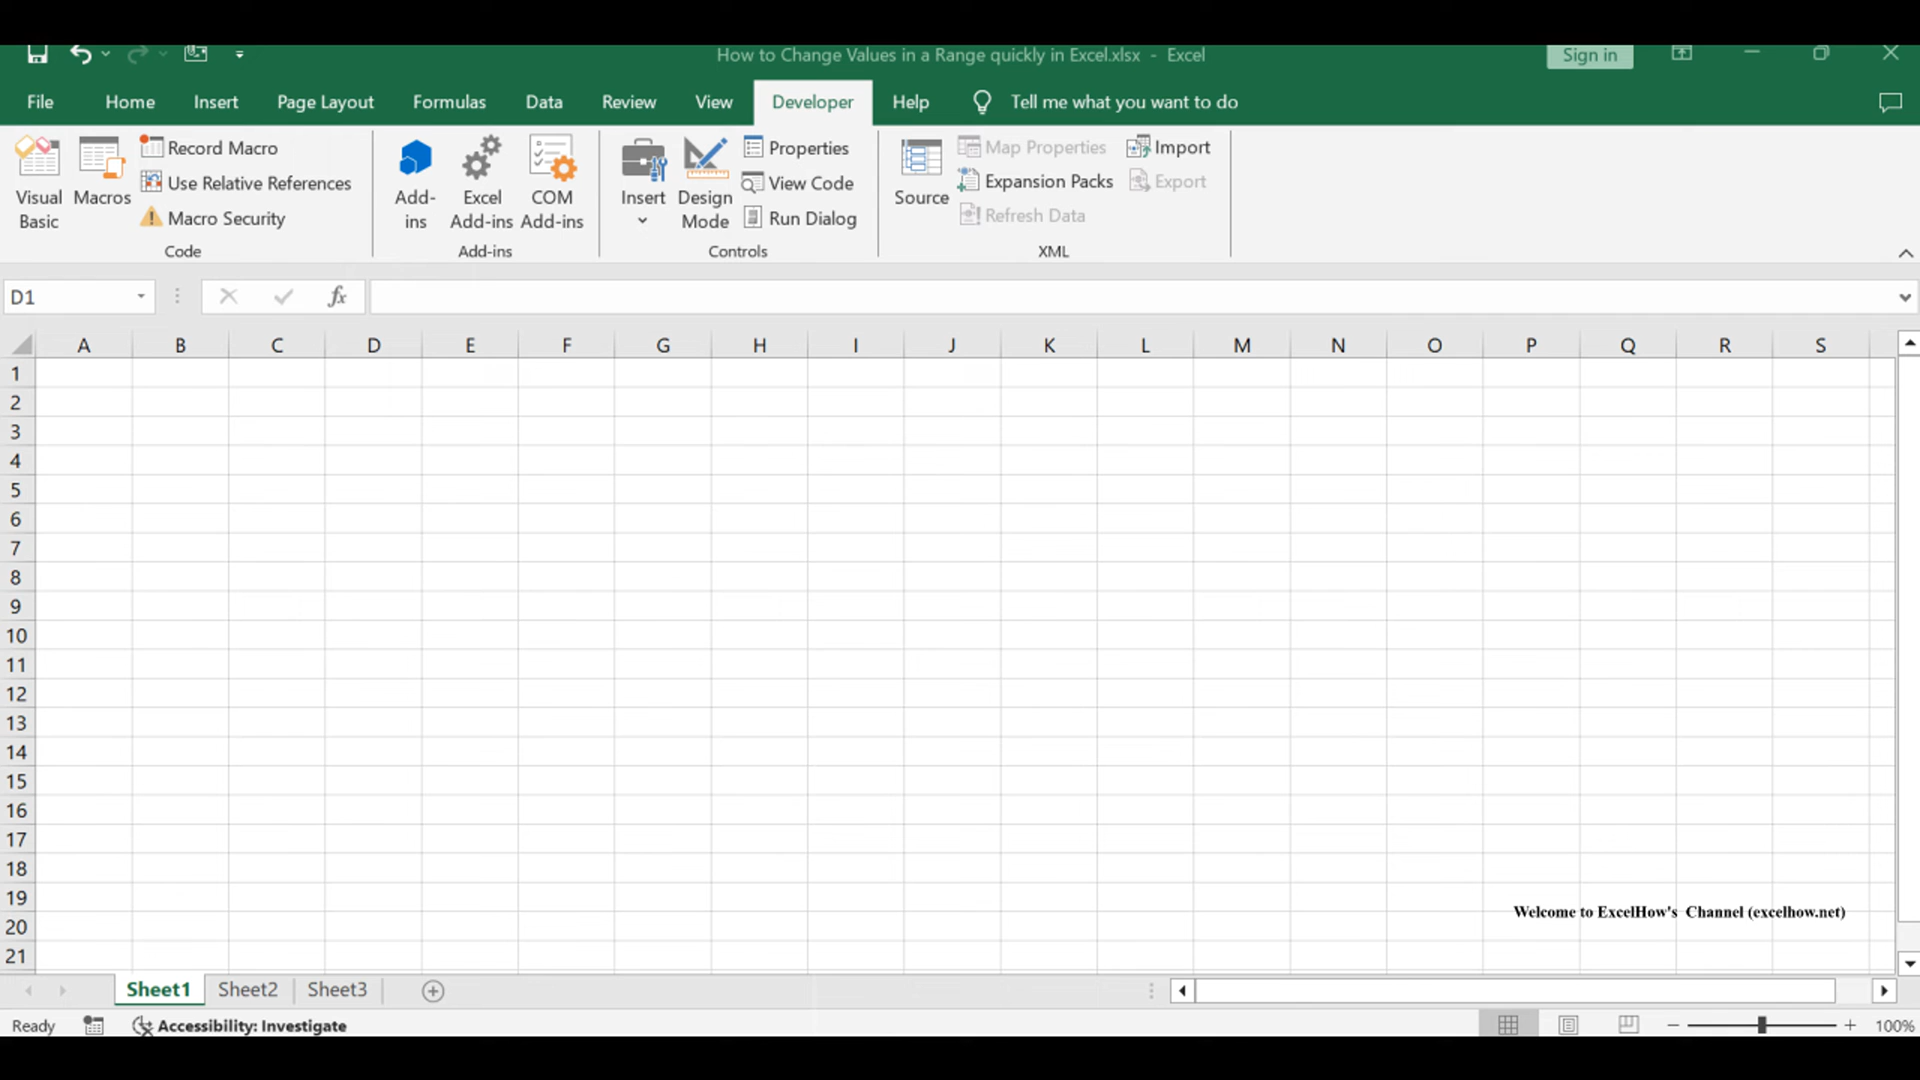 How to Change Values in a Range quickly in Excel.xlsx - Excel
Sign in
File Home Insert Page Layout Formulas Data Review View Developer Help Tell me what you want to do
Visual Basic
Macros
Record Macro
Use Relative References
Macro Security
Code
Add-ins
Excel Add-ins
COM Add-ins
Add-ins
Insert
Design Mode
Properties
View Code
Run Dialog
Controls
Source
Map Properties
Expansion Packs
Refresh Data
Import
Export
XML
D1
fx
A B C D E F G H I J K L M N O P Q R S
1
2
3
4
5
6
7
8
9
10
11
12
13
14
15
16
17
18
19
20
21
Welcome to ExcelHow's Channel (excelhow.net)
Sheet1 Sheet2 Sheet3
Ready Accessibility: Investigate 100%